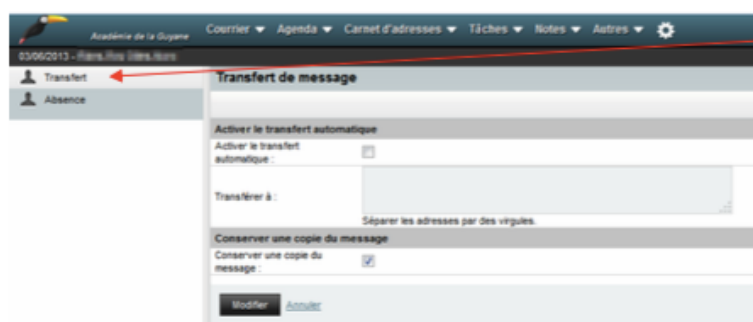 Académie de la Guyane
Courrier Agenda Carnet d'adresses Tâches Notes Autres
03/06/2013 -
Transfert
Absence
Transfert de message
Activer le transfert automatique
Activer le transfert
automatique :
Transférer à :
Séparer les adresses par des virgules.
Conserver une copie du message
Conserver une copie du
message :
Modifier Annuler